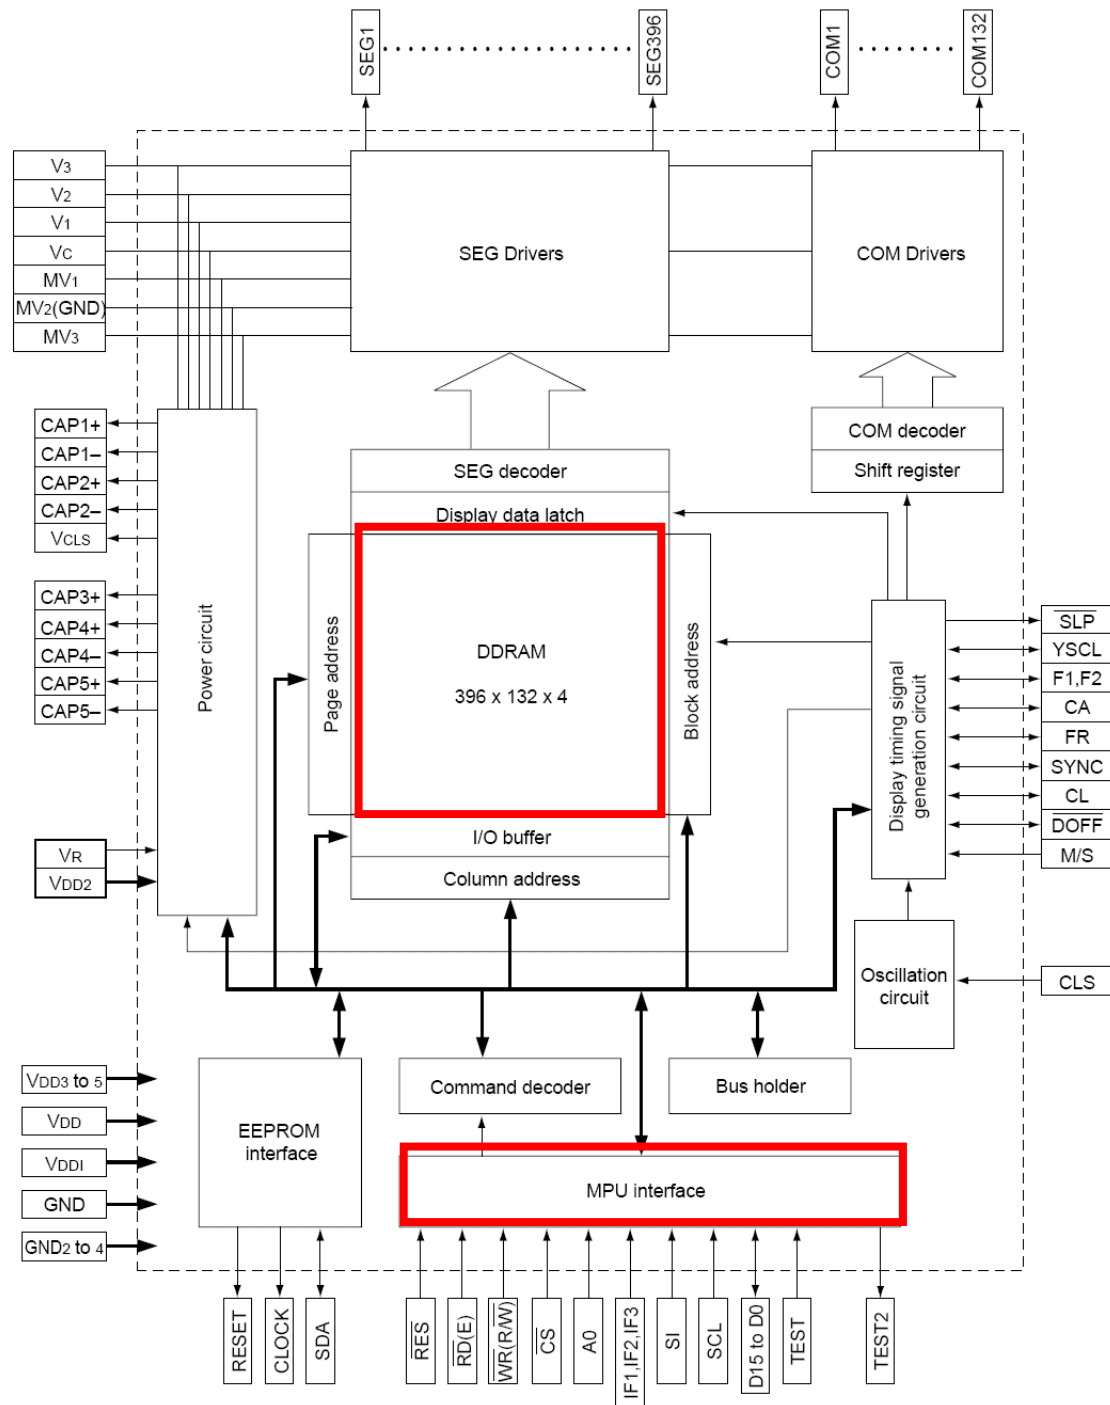 SEG1
SEG396
COM1
COM132
V3
V2
V1
VC
MV1
MV2(GND)
MV3
SEG Drivers
COM Drivers
CAP1+
CAP1–
CAP2+
CAP2–
VCLS
CAP3+
CAP4+
CAP4–
CAP5+
CAP5–
VR
VDD2
Power circuit
COM decoder
Shift register
SEG decoder
Display data latch
Page address
DDRAM
396 x 132 x 4
Block address
I/O buffer
Column address
Display timing signal
generation circuit
SLP
YSCL
F1,F2
CA
FR
SYNC
CL
DOFF
M/S
Oscillation
circuit
CLS
VDD3 to 5
VDD
VDDI
GND
GND2 to 4
EEPROM
interface
Command decoder
Bus holder
MPU interface
RESET
CLOCK
SDA
RES
RD(E)
WR(R/W)
CS
A0
IF1,IF2,IF3
SI
SCL
D15 to D0
TEST
TEST2